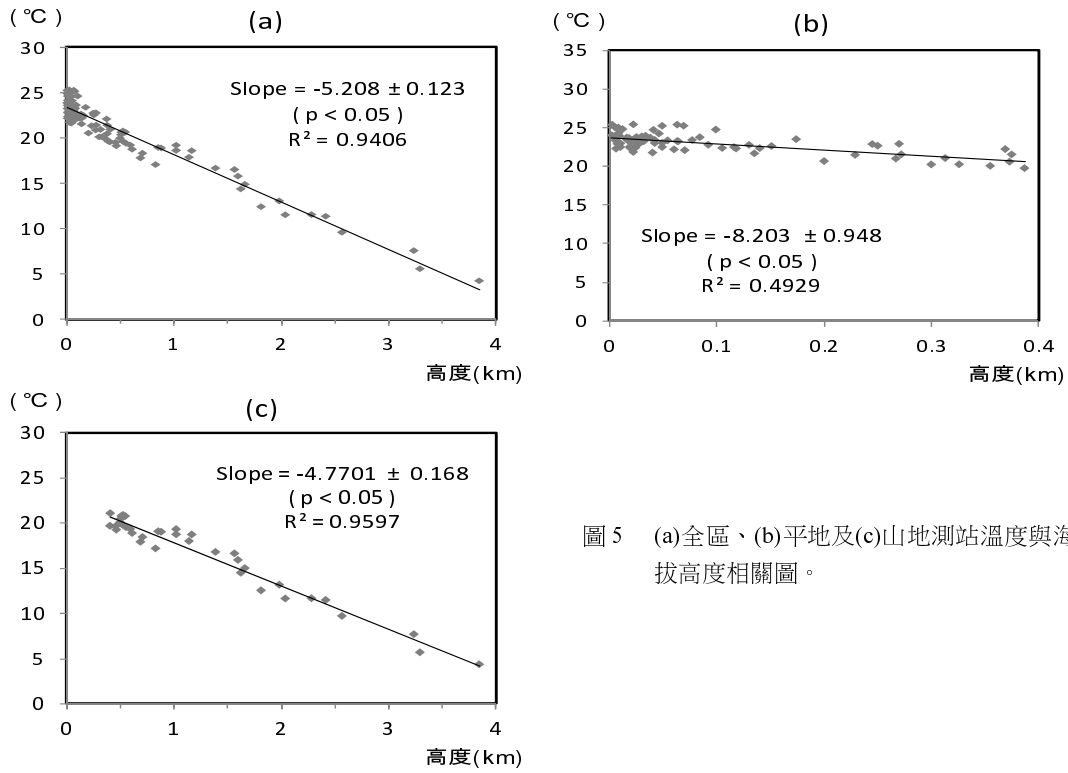 (℃)
(a)
30
25
20
15
10
5
0
Slope = -5.208 ± 0.123
( p < 0.05 )
R² = 0.9406
0 1 2 3 4
高度(km)
(℃)
(b)
35
30
25
20
15
10
5
0
Slope = -8.203 ± 0.948
( p < 0.05 )
R² = 0.4929
0 0.1 0.2 0.3 0.4
高度(km)
(℃)
(c)
30
25
20
15
10
5
0
Slope = -4.7701 ± 0.168
( p < 0.05 )
R² = 0.9597
0 1 2 3 4
高度(km)
圖 5 (a)全區、(b)平地及(c)山地測站溫度與海
拔高度相關圖。